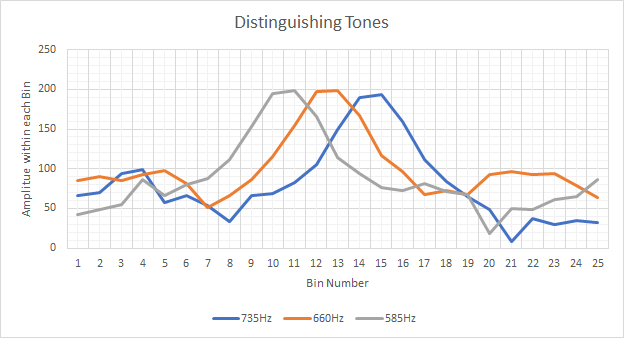 Distinguishing Tones
250
200
150
100
50
0
Amplitue within each Bin
1 2 3 4 5 6 7 8 9 10 11 12 13 14 15 16 17 18 19 20 21 22 23 24 25
Bin Number
735Hz 660Hz 585Hz